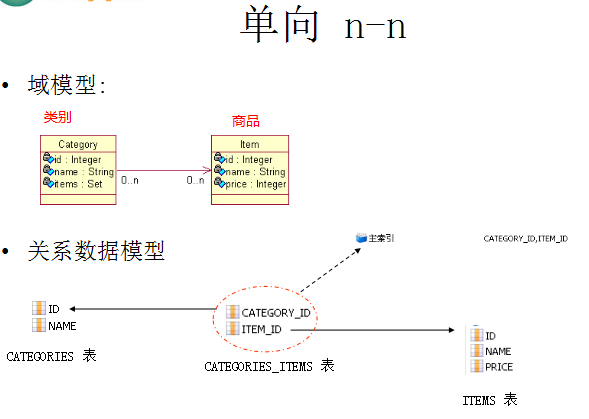 单向 n-n
• 域模型:
类别
商品
Category
id : Integer
name : String
items : Set
0..n
0..n
Item
id : Integer
name : String
price : Integer
• 关系数据模型
主索引
CATEGORY_ID,ITEM_ID
ID
NAME
CATEGORIES 表
CATEGORY_ID
ITEM_ID
CATEGORIES_ITEMS 表
ID
NAME
PRICE
ITEMS 表